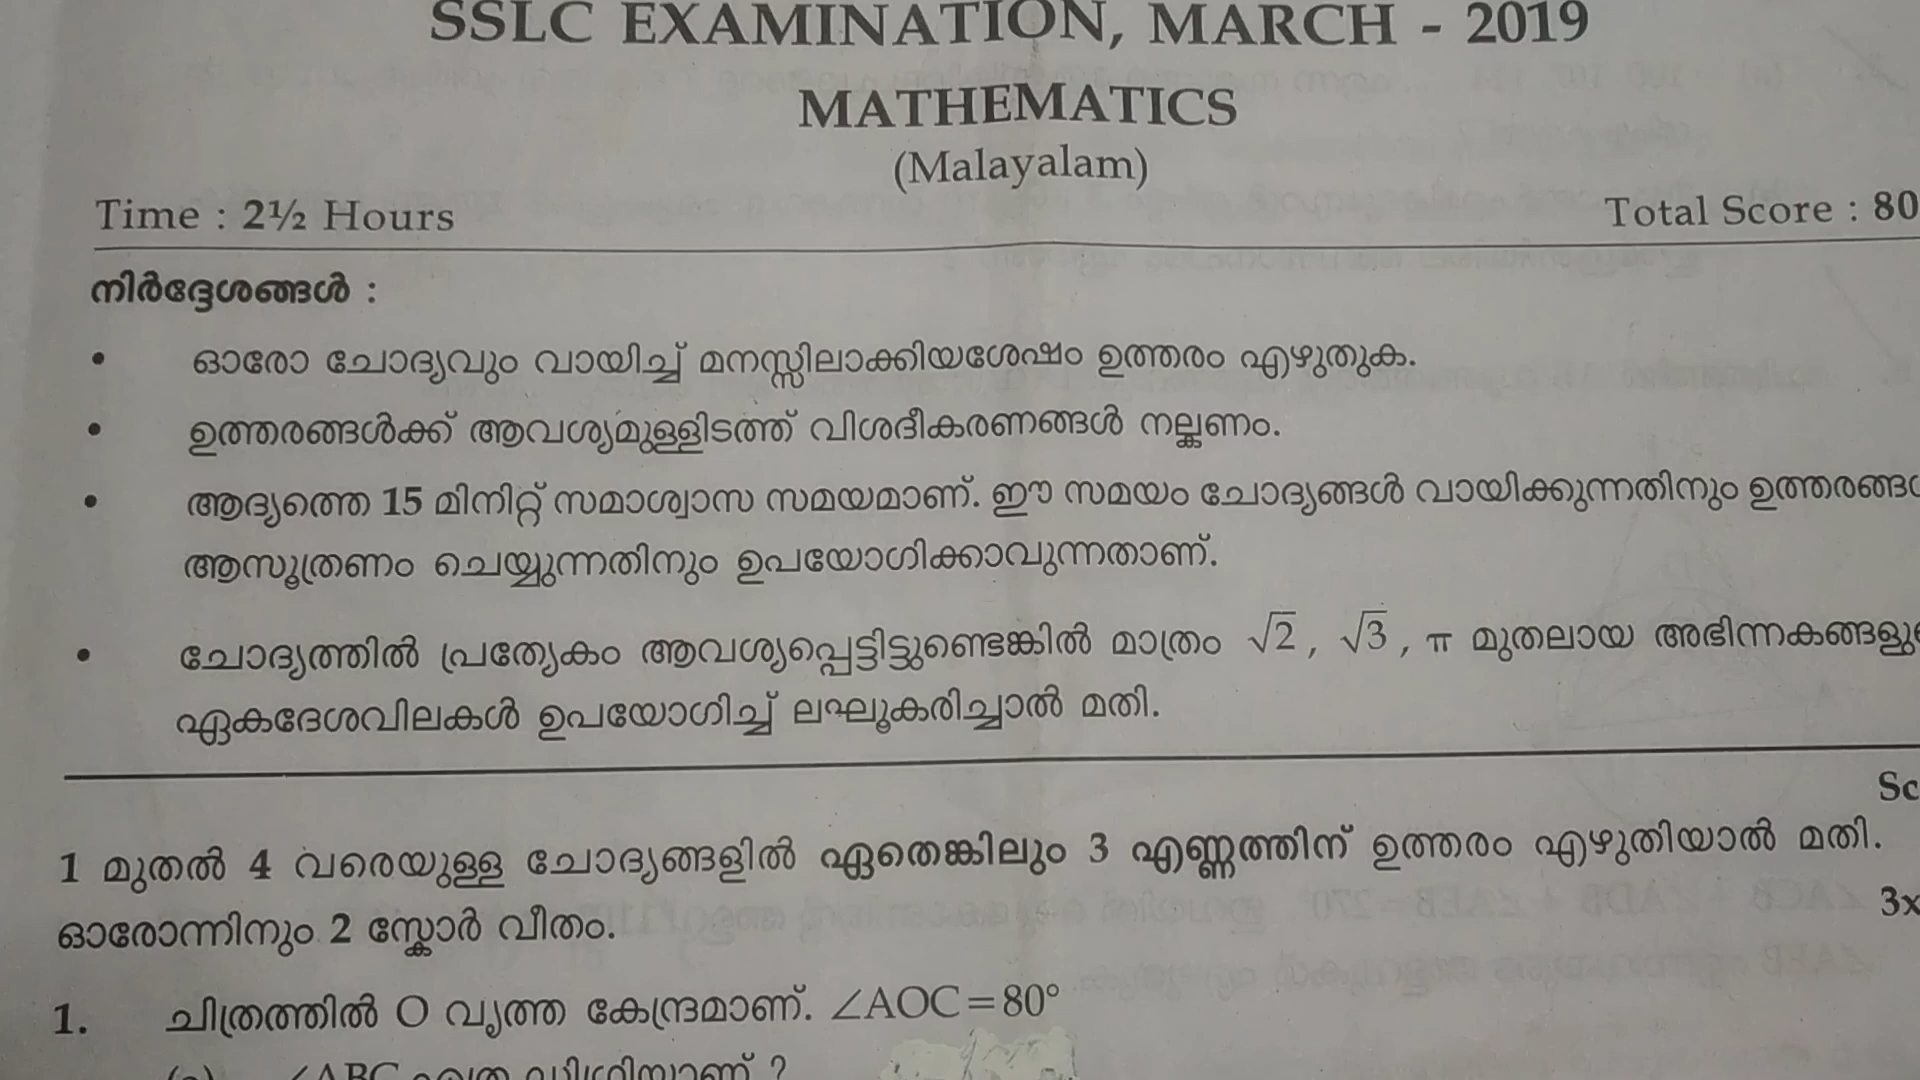 SSLC EXAMINATION, MARCH - 2019
MATHEMATICS
(Malayalam)
Time : 2½ Hours Total Score : 80
നിർദ്ദേശങ്ങൾ :
• ഓരോ ചോദ്യവും വായിച്ച് മനസ്സിലാക്കിയശേഷം ഉത്തരം എഴുതുക.
• ഉത്തരങ്ങൾക്ക് ആവശ്യമുള്ളിടത്ത് വിശദീകരണങ്ങൾ നല്കണം.
• ആദ്യത്തെ 15 മിനിറ്റ് സമാശ്വാസ സമയമാണ്. ഈ സമയം ചോദ്യങ്ങൾ വായിക്കുന്നതിനും
ആസൂത്രണം ചെയ്യുന്നതിനും ഉപയോഗിക്കാവുന്നതാണ്.
• ചോദ്യത്തിൽ പ്രത്യേകം ആവശ്യപ്പെട്ടിട്ടുണ്ടെങ്കിൽ മാത്രം √2 , √3 , π മുതലായ
ഏകദേശവിലകൾ ഉപയോഗിച്ച് ലഘൂകരിച്ചാൽ മതി.
1 മുതൽ 4 വരെയുള്ള ചോദ്യങ്ങളിൽ ഏതെങ്കിലും 3 എണ്ണത്തിന് ഉത്തരം എഴുതിയാൽ മതി.
ഓരോന്നിനും 2 സ്കോർ വീതം. 3x
1. ചിത്രത്തിൽ O വൃത്ത കേന്ദ്രമാണ്. ∠AOC=80°
(a) ∠ABC എത്ര ഡിഗ്രിയാണ് ?